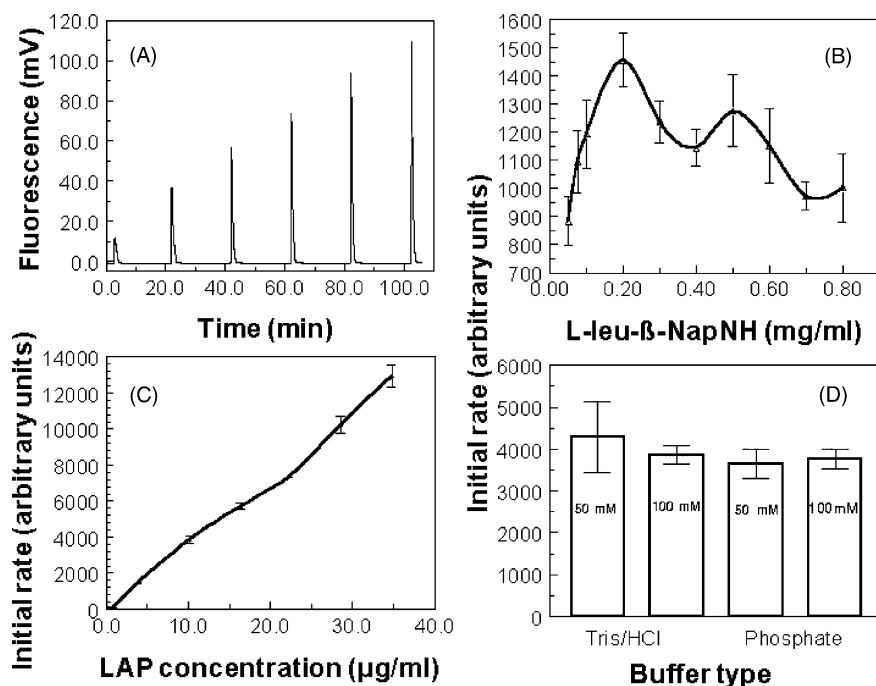 (A)
Fluorescence (mV)
120.0
100.0
80.0
60.0
40.0
20.0
0.0
0.0 20.0 40.0 60.0 80.0 100.0
Time (min)
(B)
Initial rate (arbitrary units)
1600
1500
1400
1300
1200
1100
1000
900
800
700
0.00 0.20 0.40 0.60 0.80
L-leu-ß-NapNH (mg/ml)
(C)
Initial rate (arbitrary units)
14000
12000
10000
8000
6000
4000
2000
0
0.0 10.0 20.0 30.0 40.0
LAP concentration (µg/ml)
(D)
6000
5000
4000
3000
2000
1000
0
50 mM 100 mM 50 mM 100 mM
Tris/HCl Phosphate
Buffer type